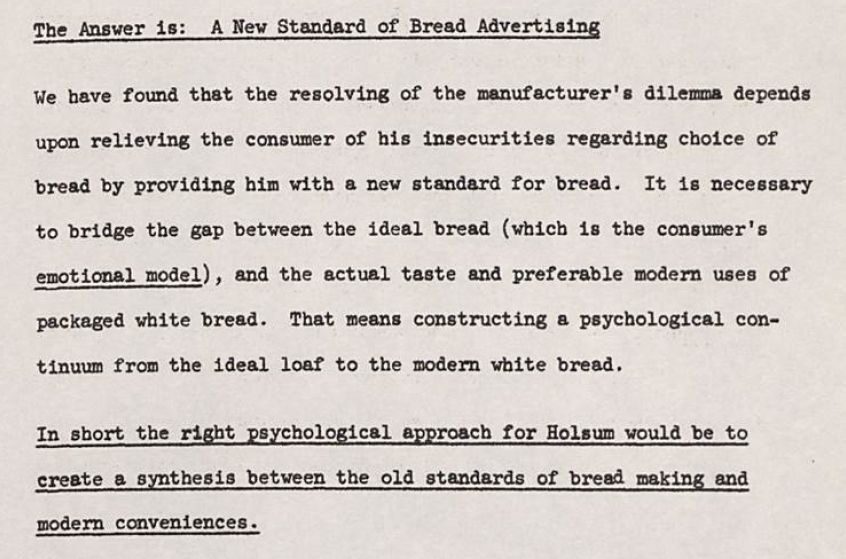 The Answer is: A New Standard of Bread Advertising
We have found that the resolving of the manufacturer's dilemma depends
upon relieving the consumer of his insecurities regarding choice of
bread by providing him with a new standard for bread. It is necessary
to bridge the gap between the ideal bread (which is the consumer's
emotional model), and the actual taste and preferable modern uses of
packaged white bread. That means constructing a psychological con-
tinuum from the ideal loaf to the modern white bread.
In short the right psychological approach for Holsum would be to
create a synthesis between the old standards of bread making and
modern conveniences.